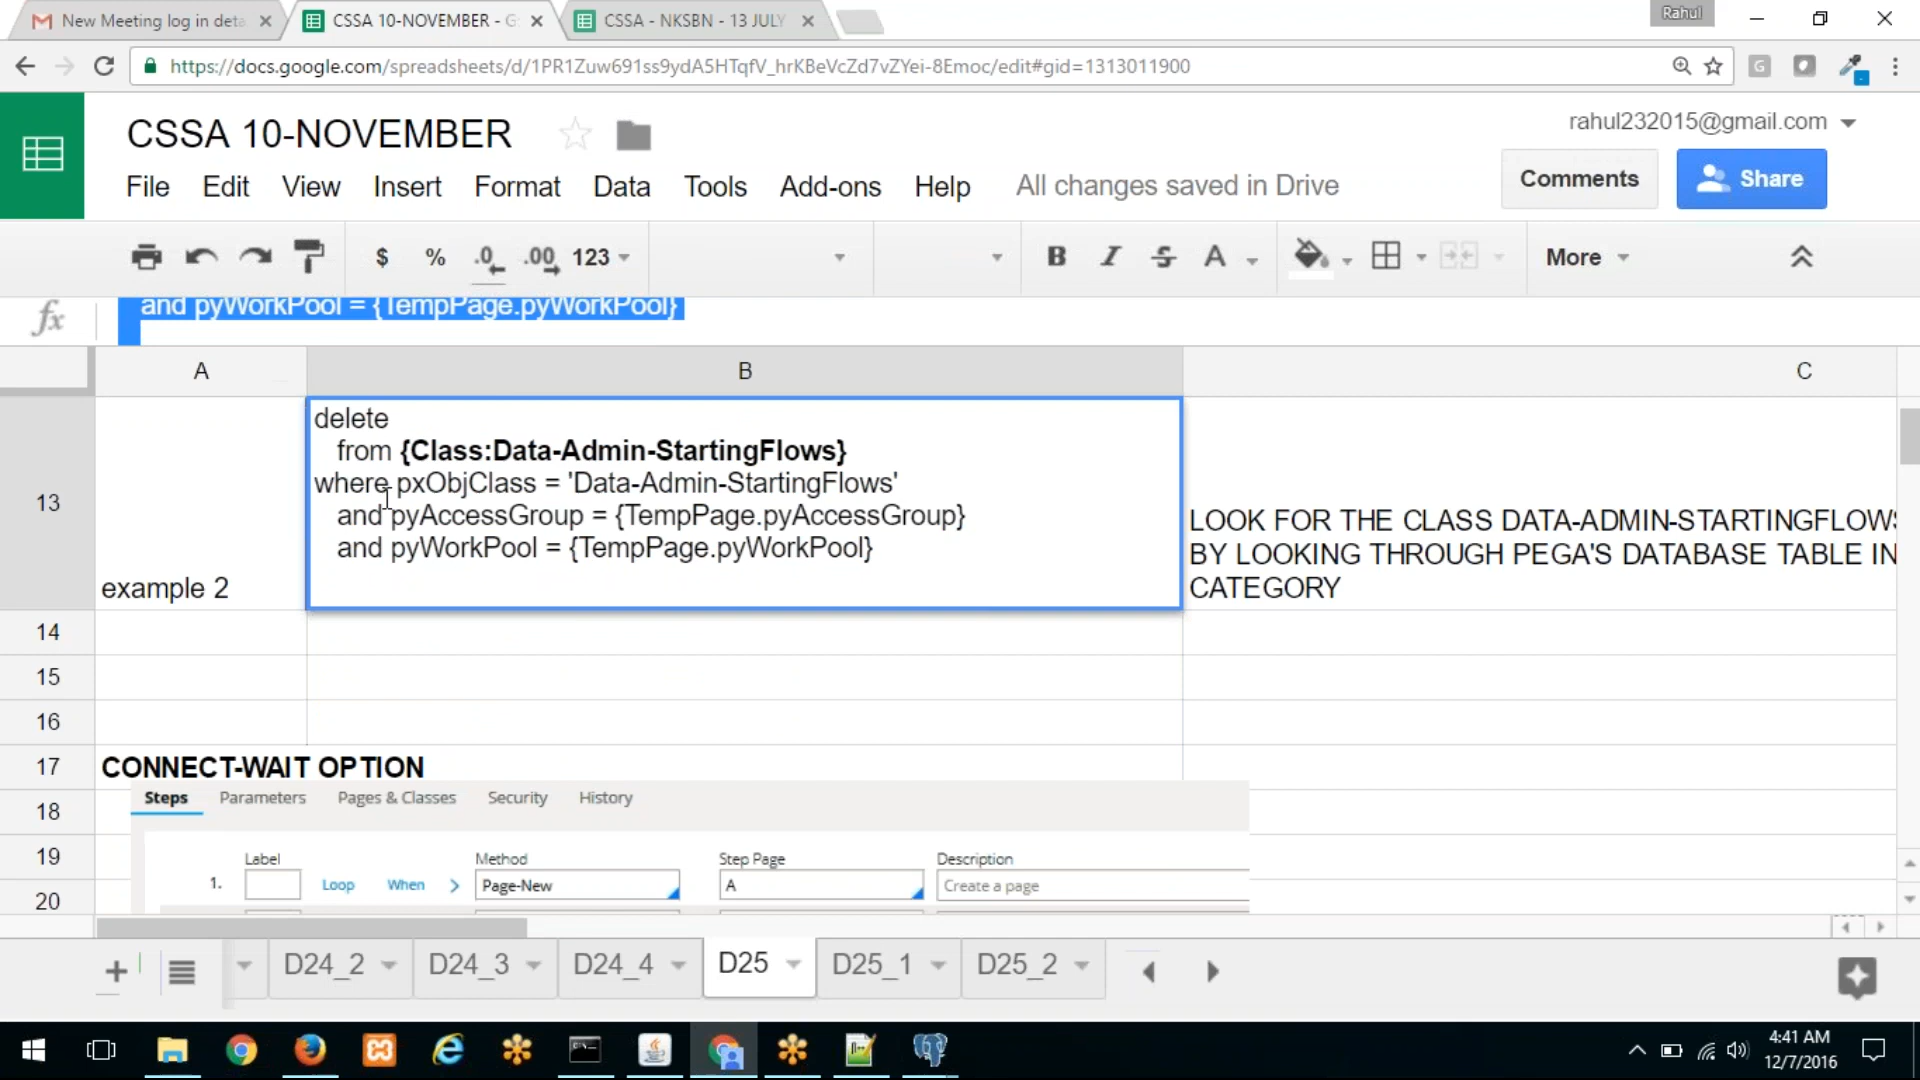 New Meeting log in deta
CSSA 10-NOVEMBER - G
CSSA - NKSBN - 13 JULY
Rahul
https://docs.google.com/spreadsheets/d/1PR1Zuw691ss9ydA5HTqfV_hrKBeVcZd7vZYei-8Emoc/edit#gid=1313011900
CSSA 10-NOVEMBER
rahul232015@gmail.com
File Edit View Insert Format Data Tools Add-ons Help All changes saved in Drive
Comments
Share
$ % .0 .00 123
B I S A
More
fx
and pyWorkPool = {TempPage.pyWorkPool}
A B C
13
example 2
delete
from {Class:Data-Admin-StartingFlows}
where pxObjClass = 'Data-Admin-StartingFlows'
and pyAccessGroup = {TempPage.pyAccessGroup}
and pyWorkPool = {TempPage.pyWorkPool}
LOOK FOR THE CLASS DATA-ADMIN-STARTINGFLOWS
BY LOOKING THROUGH PEGA'S DATABASE TABLE IN
CATEGORY
14
15
16
17 CONNECT-WAIT OPTION
18 Steps Parameters Pages & Classes Security History
19 Label Method Step Page Description
1. Loop When Page-New A Create a page
20
D24_2 D24_3 D24_4 D25 D25_1 D25_2
4:41 AM
12/7/2016